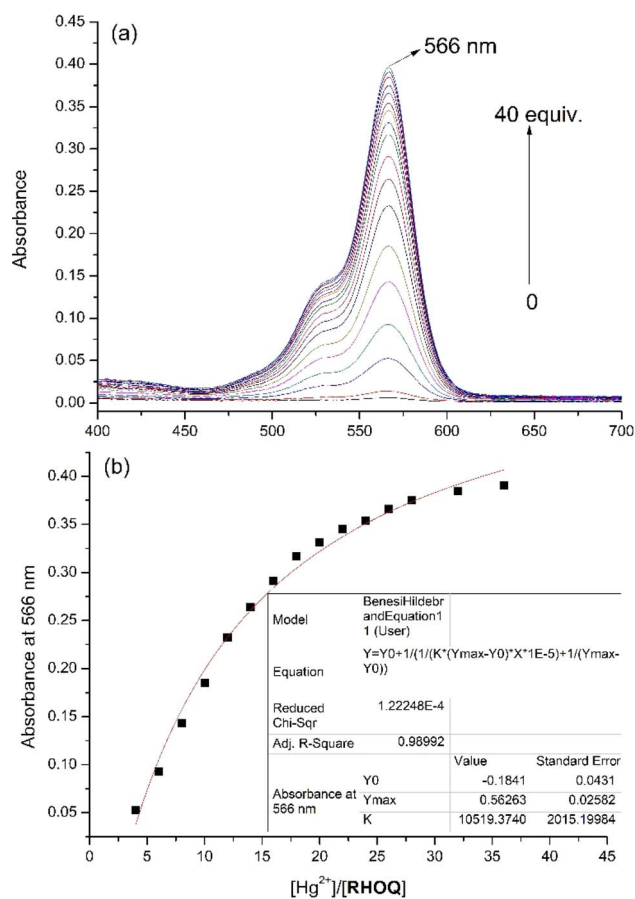 (a)
566 nm
40 equiv.
0
Absorbance
0.45
0.40
0.35
0.30
0.25
0.20
0.15
0.10
0.05
0.00
400 450 500 550 600 650 700
(b)
Absorbance at 566 nm
0.40
0.35
0.30
0.25
0.20
0.15
0.10
0.05
Model BenesiHildebr
andEquation1
1 (User)
Equation Y=Y0+1/(1/(K*(Ymax-Y0)*X*1E-5)+1/(Ymax-
Y0))
Reduced 1.22248E-4
Chi-Sqr
Adj. R-Square 0.98992
Value Standard Error
Absorbance at
566 nm
Y0 -0.1841 0.0431
Ymax 0.56263 0.02582
K 10519.3740 2015.19984
0 5 10 15 20 25 30 35 40 45
[Hg²⁺]/[RHOQ]